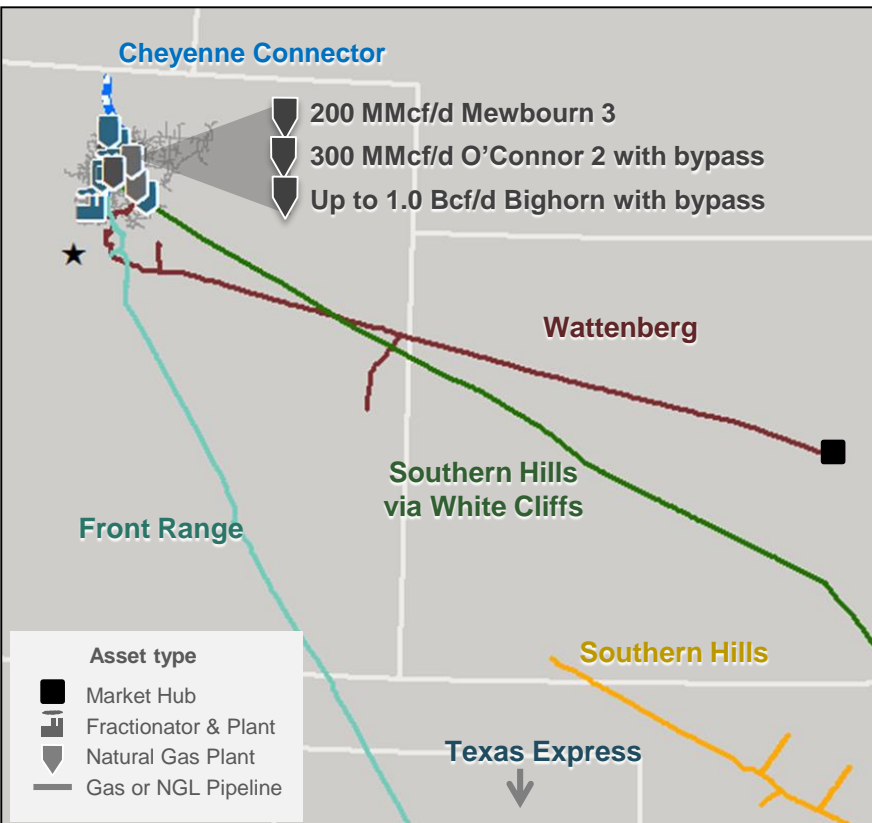 Cheyenne Connector
200 MMcf/d Mewbourn 3
300 MMcf/d O’Connor 2 with bypass
Up to 1.0 Bcf/d Bighorn with bypass
Wattenberg
Southern Hills
via White Cliffs
Front Range
Southern Hills
Texas Express
Asset type
Market Hub
Fractionator & Plant
Natural Gas Plant
Gas or NGL Pipeline